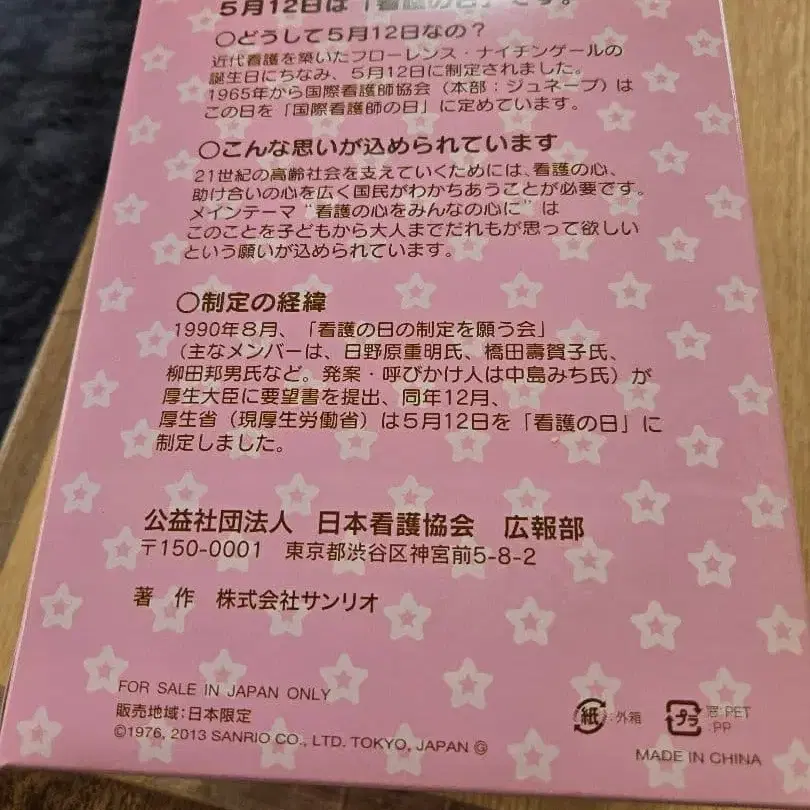 5月12日は「看護の日」です。
○どうして5月12日なの？
近代看護を築いたフローレンス・ナイチンゲールの
誕生日にちなみ、5月12日に制定されました。
1965年から国際看護師協会（本部：ジュネーブ）は
この日を「国際看護師の日」に定めています。
○こんな思いが込められています
21世紀の高齢社会を支えていくためには、看護の心、
助け合いの心を広く国民がわかちあうことが必要です。
メインテーマ“看護の心をみんなの心に”は
このことを子どもから大人までだれもが思って欲しい
という願いが込められています。
○制定の経緯
1990年8月、「看護の日の制定を願う会」
（主なメンバーは、日野原重明氏、橋田壽賀子氏、
柳田邦男氏など。発案・呼びかけ人は中島みち氏）が
厚生大臣に要望書を提出、同年12月、
厚生省（現厚生労働省）は5月12日を「看護の日」に
制定しました。
公益社団法人　日本看護協会　広報部
〒150-0001　東京都渋谷区神宮前5-8-2
著　作　株式会社サンリオ
FOR SALE IN JAPAN ONLY
販売地域：日本限定
©1976, 2013 SANRIO CO., LTD. TOKYO, JAPAN Ⓖ
紙：外箱
プラ 窓：PET
：PP
MADE IN CHINA